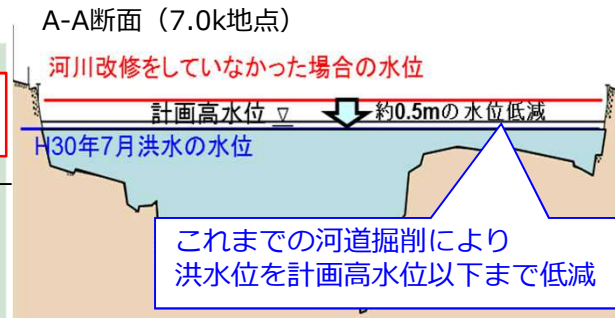 A-A断面（7.0k地点）
河川改修をしていなかった場合の水位
計画高水位 ▽ 約0.5mの水位低減
H30年7月洪水の水位
これまでの河道掘削により
洪水位を計画高水位以下まで低減